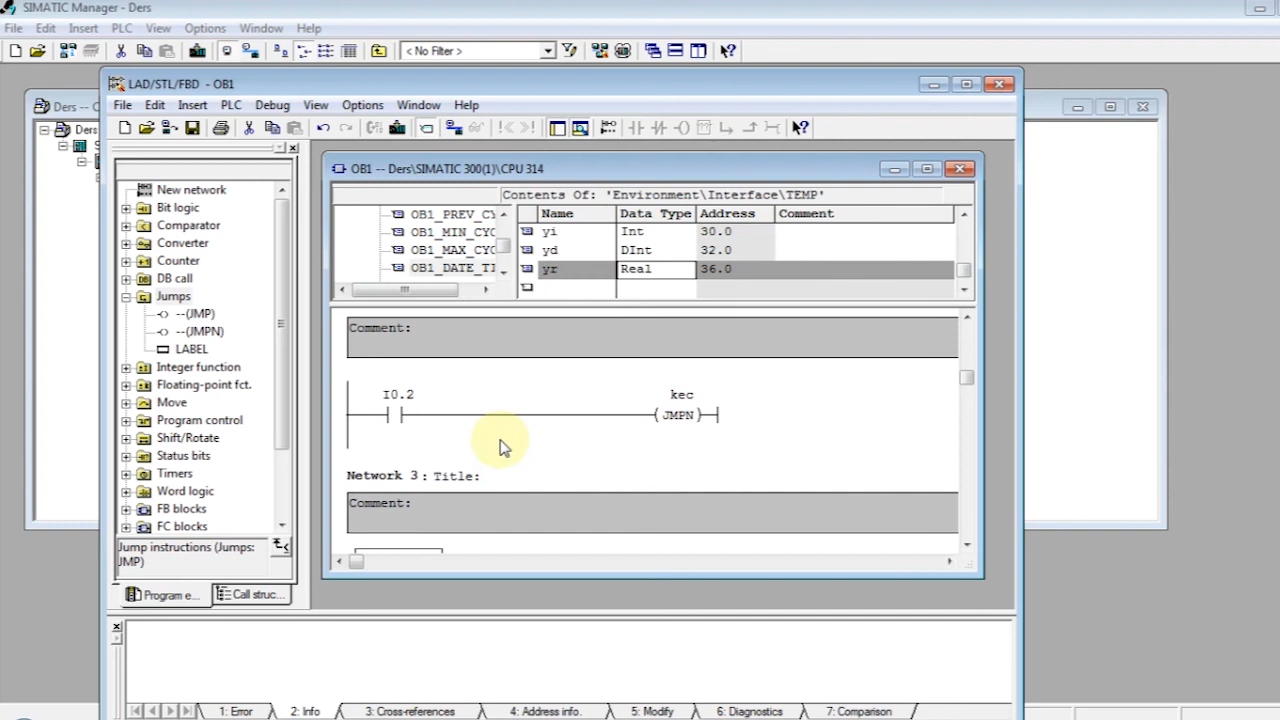 SIMATIC Manager - Ders
File Edit Insert PLC View Options Window Help
< No Filter >
LAD/STL/FBD - OB1
Ders -- C
File Edit Insert PLC Debug View Options Window Help
Ders
S
New network
Bit logic
Comparator
Converter
Counter
DB call
Jumps
--(JMP)
--(JMPN)
LABEL
Integer function
Floating-point fct.
Move
Program control
Shift/Rotate
Status bits
Timers
Word logic
FB blocks
FC blocks
Jump instructions (Jumps:
JMP)
Program e...
Call struc...
OB1 -- Ders\SIMATIC 300(1)\CPU 314
Contents Of: 'Environment\Interface\TEMP'
OB1_PREV_CY
OB1_MIN_CYC
OB1_MAX_CYC
OB1_DATE_TI
Name Data Type Address Comment
yi Int 30.0
yd DInt 32.0
yr Real 36.0
Comment:
I0.2 kec
JMPN
Network 3 : Title:
Comment:
1: Error 2: Info 3: Cross-references 4: Address info. 5: Modify 6: Diagnostics 7: Comparison